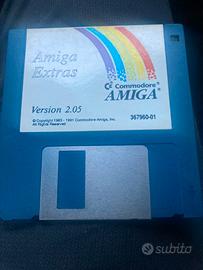 Amiga
Extras
Commodore®
AMIGA®
Version 2.05
367960-01
© Copyright 1985 - 1991 Commodore-Amiga, Inc.
All Rights Reserved
subito